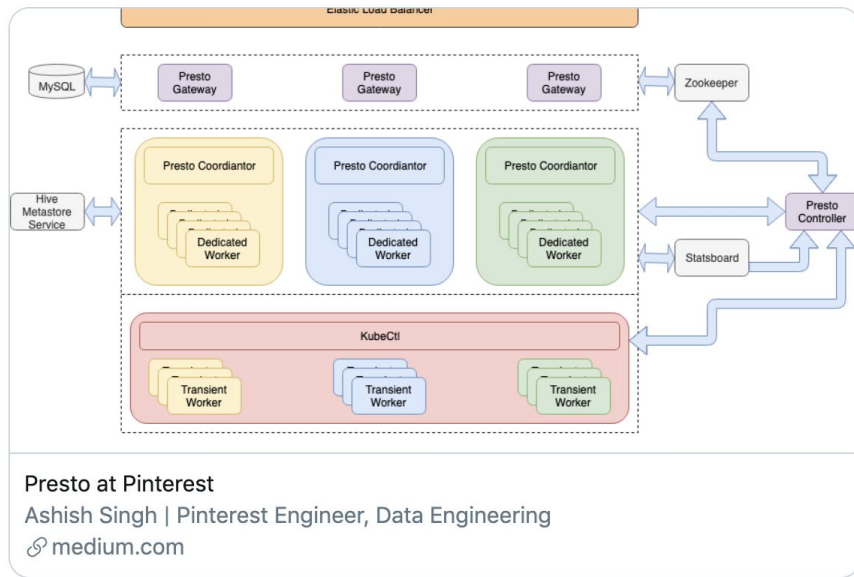 Elastic Load Balancer
MySQL
Presto
Gateway
Presto
Gateway
Presto
Gateway
Zookeeper
Presto Coordiantor
Presto Coordiantor
Presto Coordiantor
Hive
Metastore
Service
Dedicated
Worker
Dedicated
Worker
Dedicated
Worker
Presto
Controller
Statsboard
KubeCtl
Transient
Worker
Transient
Worker
Transient
Worker
Presto at Pinterest
Ashish Singh | Pinterest Engineer, Data Engineering
medium.com